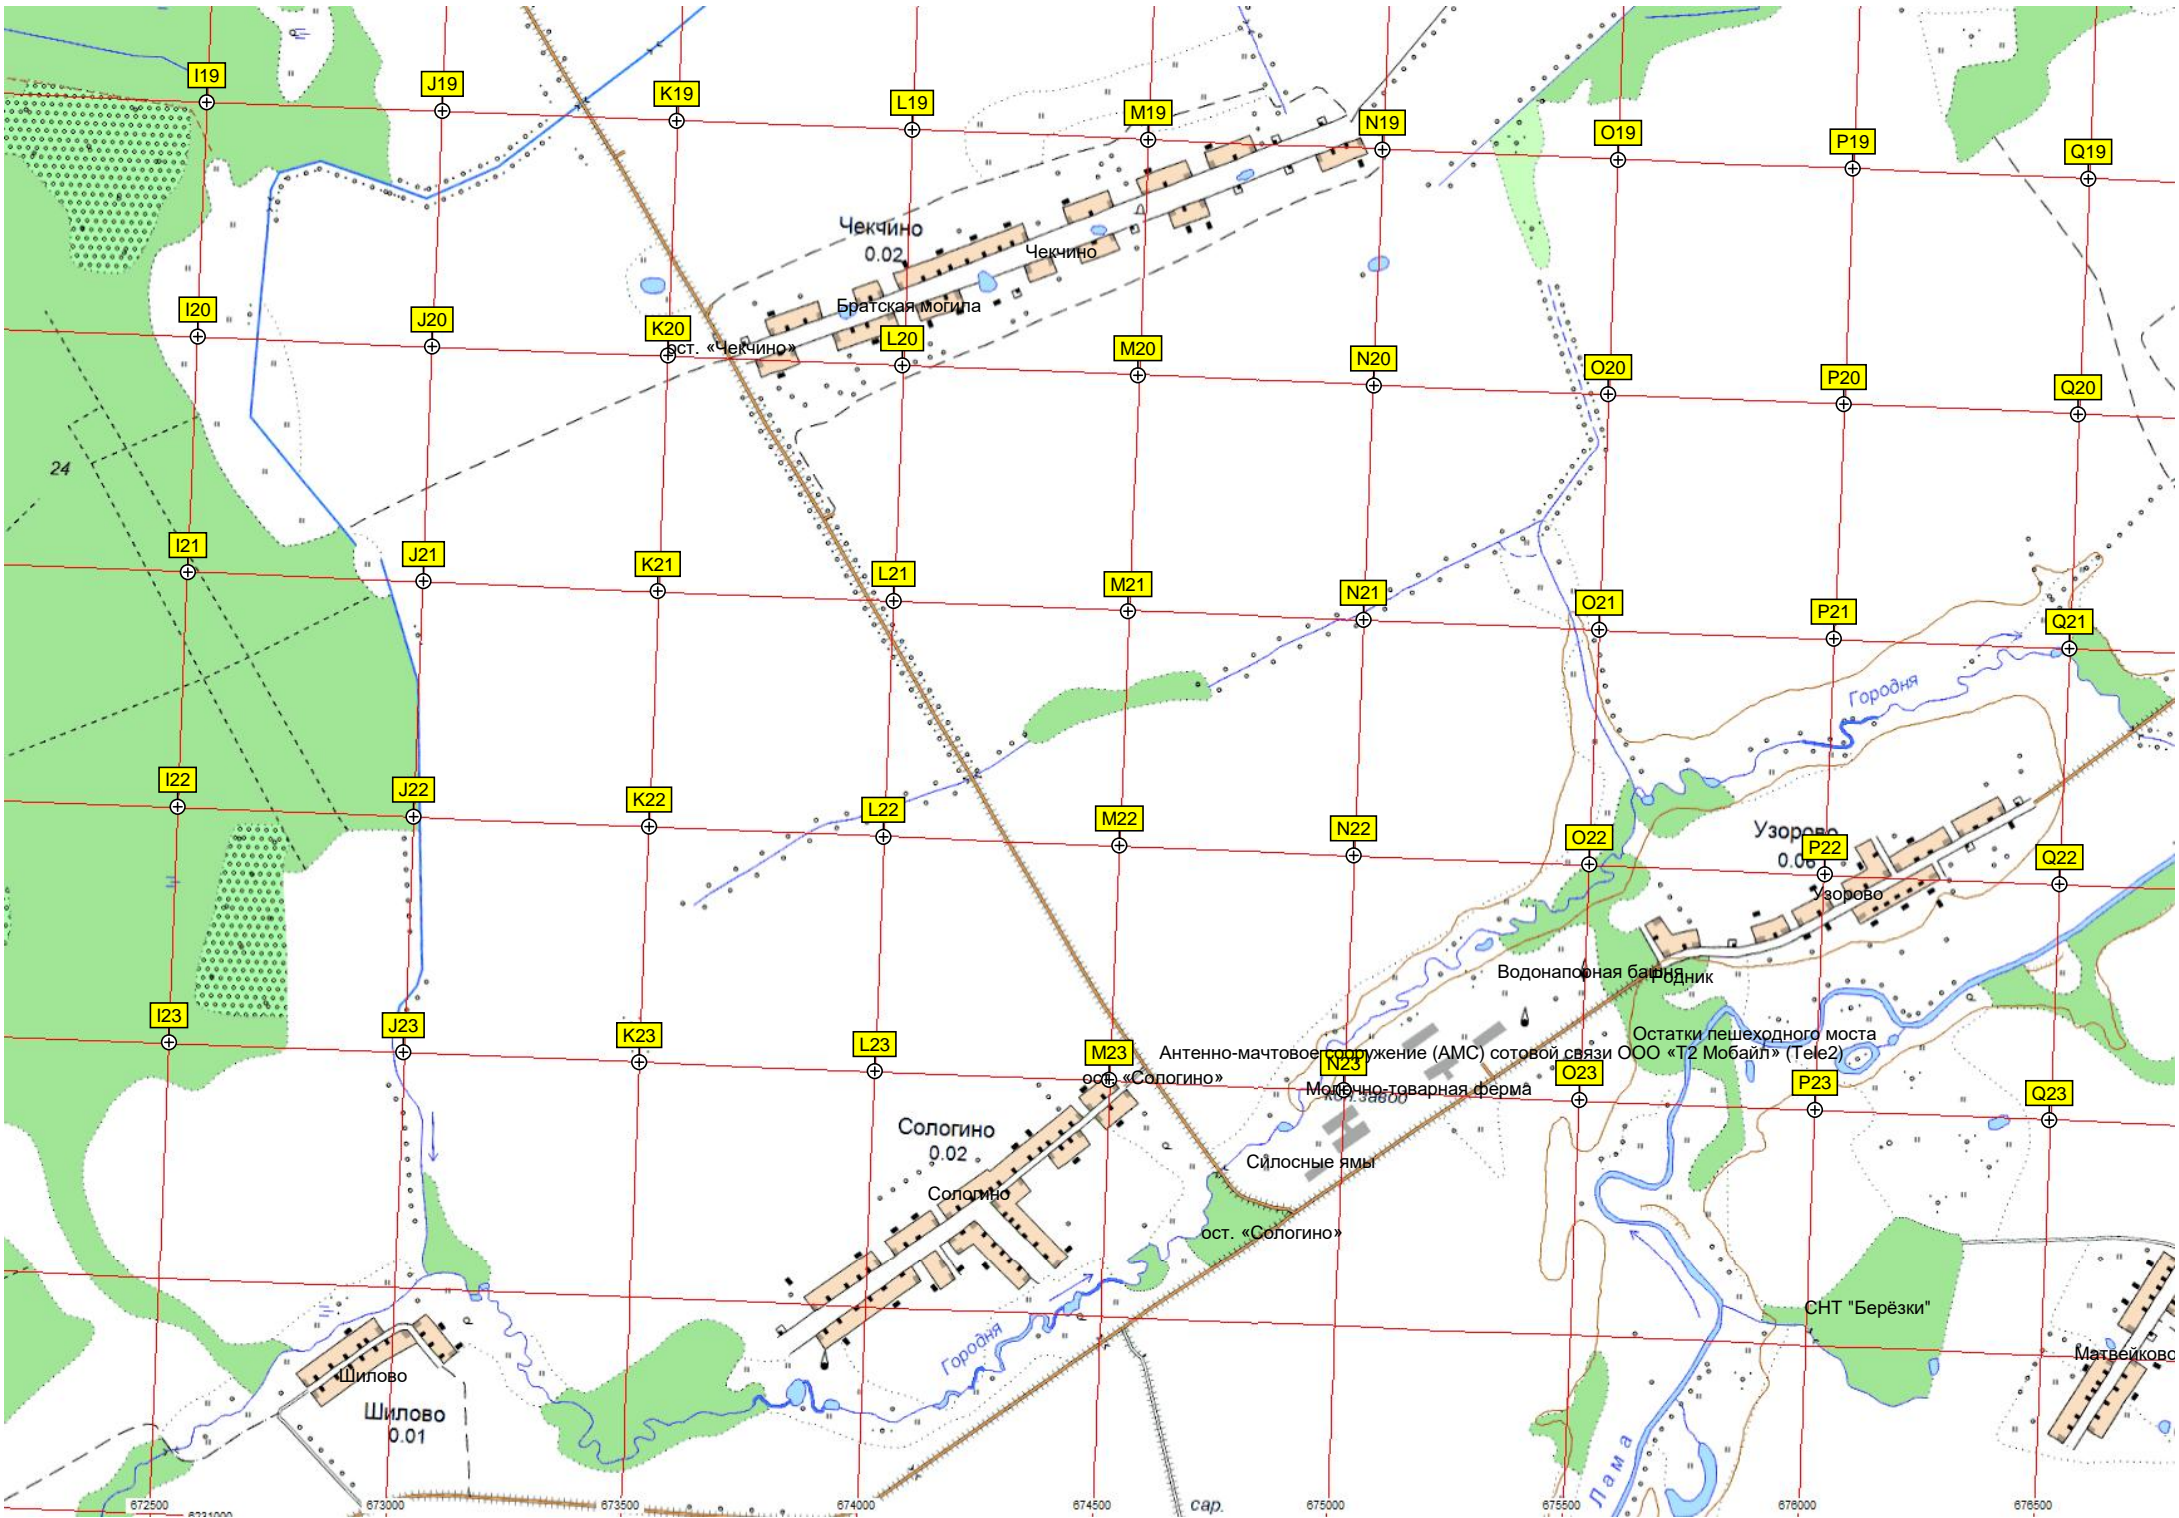 I19
J19
K19
L19
M19
N19
O19
P19
Q19
Чекчино
0.02
Чекчино
Братская могила
I20
J20
K20
ост. «Чекчино»
L20
M20
N20
O20
P20
Q20
24
I21
J21
K21
L21
M21
N21
O21
P21
Q21
Городня
I22
J22
K22
L22
M22
N22
O22
Узорово
P22
Q22
Узорово
Водонапорная башня
Родник
I23
J23
K23
L23
M23
Остатки пешеходного моста
Антенно-мачтовое сооружение (АМС) сотовой связи ООО «Т2 Мобайл» (Tele2)
N23
O23
P23
Q23
ост. «Сологино»
Молочно-товарная ферма
Сологино
0.02
Силосные ямы
Сологино
ост. «Сологино»
СНТ "Берёзки"
Городня
Матвейково
Шилово
Шилово
0.01
Лама
сар.
672500
673000
673500
674000
674500
675000
675500
676000
676500